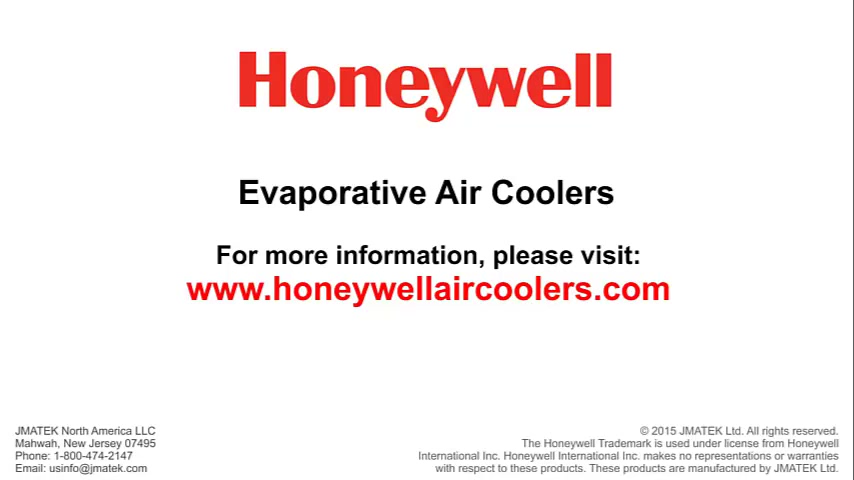 Honeywell
Evaporative Air Coolers
For more information, please visit:
www.honeywellaircoolers.com
JMATEK North America LLC
Mahwah, New Jersey 07495
Phone: 1-800-474-2147
Email: usinfo@jmatek.com
© 2015 JMATEK Ltd. All rights reserved.
The Honeywell Trademark is used under license from Honeywell
International Inc. Honeywell International Inc. makes no representations or warranties
with respect to these products. These products are manufactured by JMATEK Ltd.